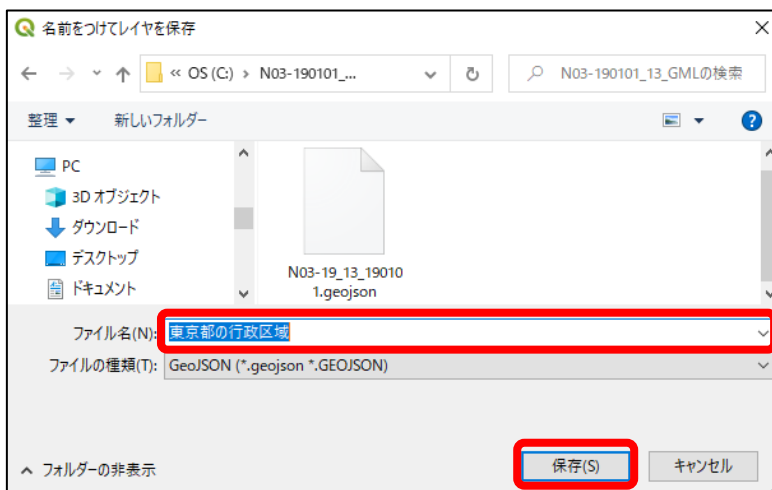 名前をつけてレイヤを保存
« OS (C:) › N03-190101_...
N03-190101_13_GMLの検索
整理
新しいフォルダー
PC
3D オブジェクト
ダウンロード
デスクトップ
ドキュメント
N03-19_13_19010
1.geojson
ファイル名(N): 東京都の行政区域
ファイルの種類(T): GeoJSON (*.geojson *.GEOJSON)
フォルダーの非表示
保存(S)
キャンセル